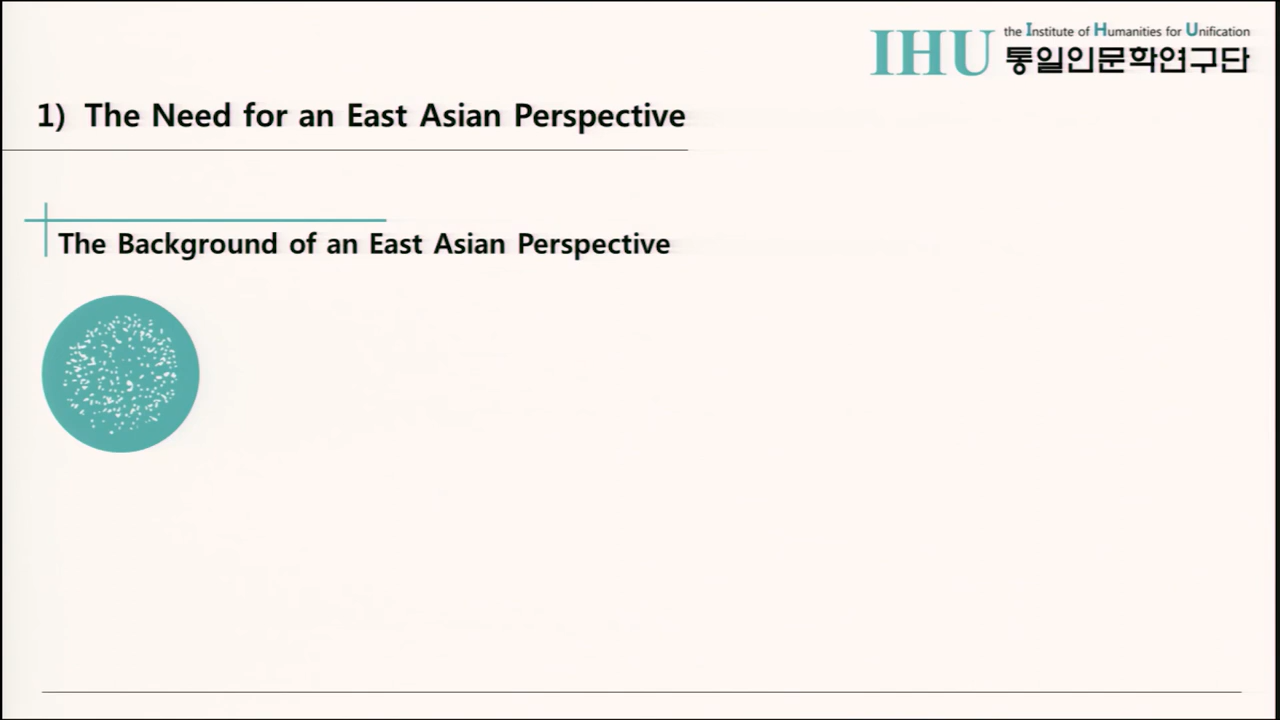 IHU
the Institute of Humanities for Unification
통일인문학연구단
1) The Need for an East Asian Perspective
The Background of an East Asian Perspective